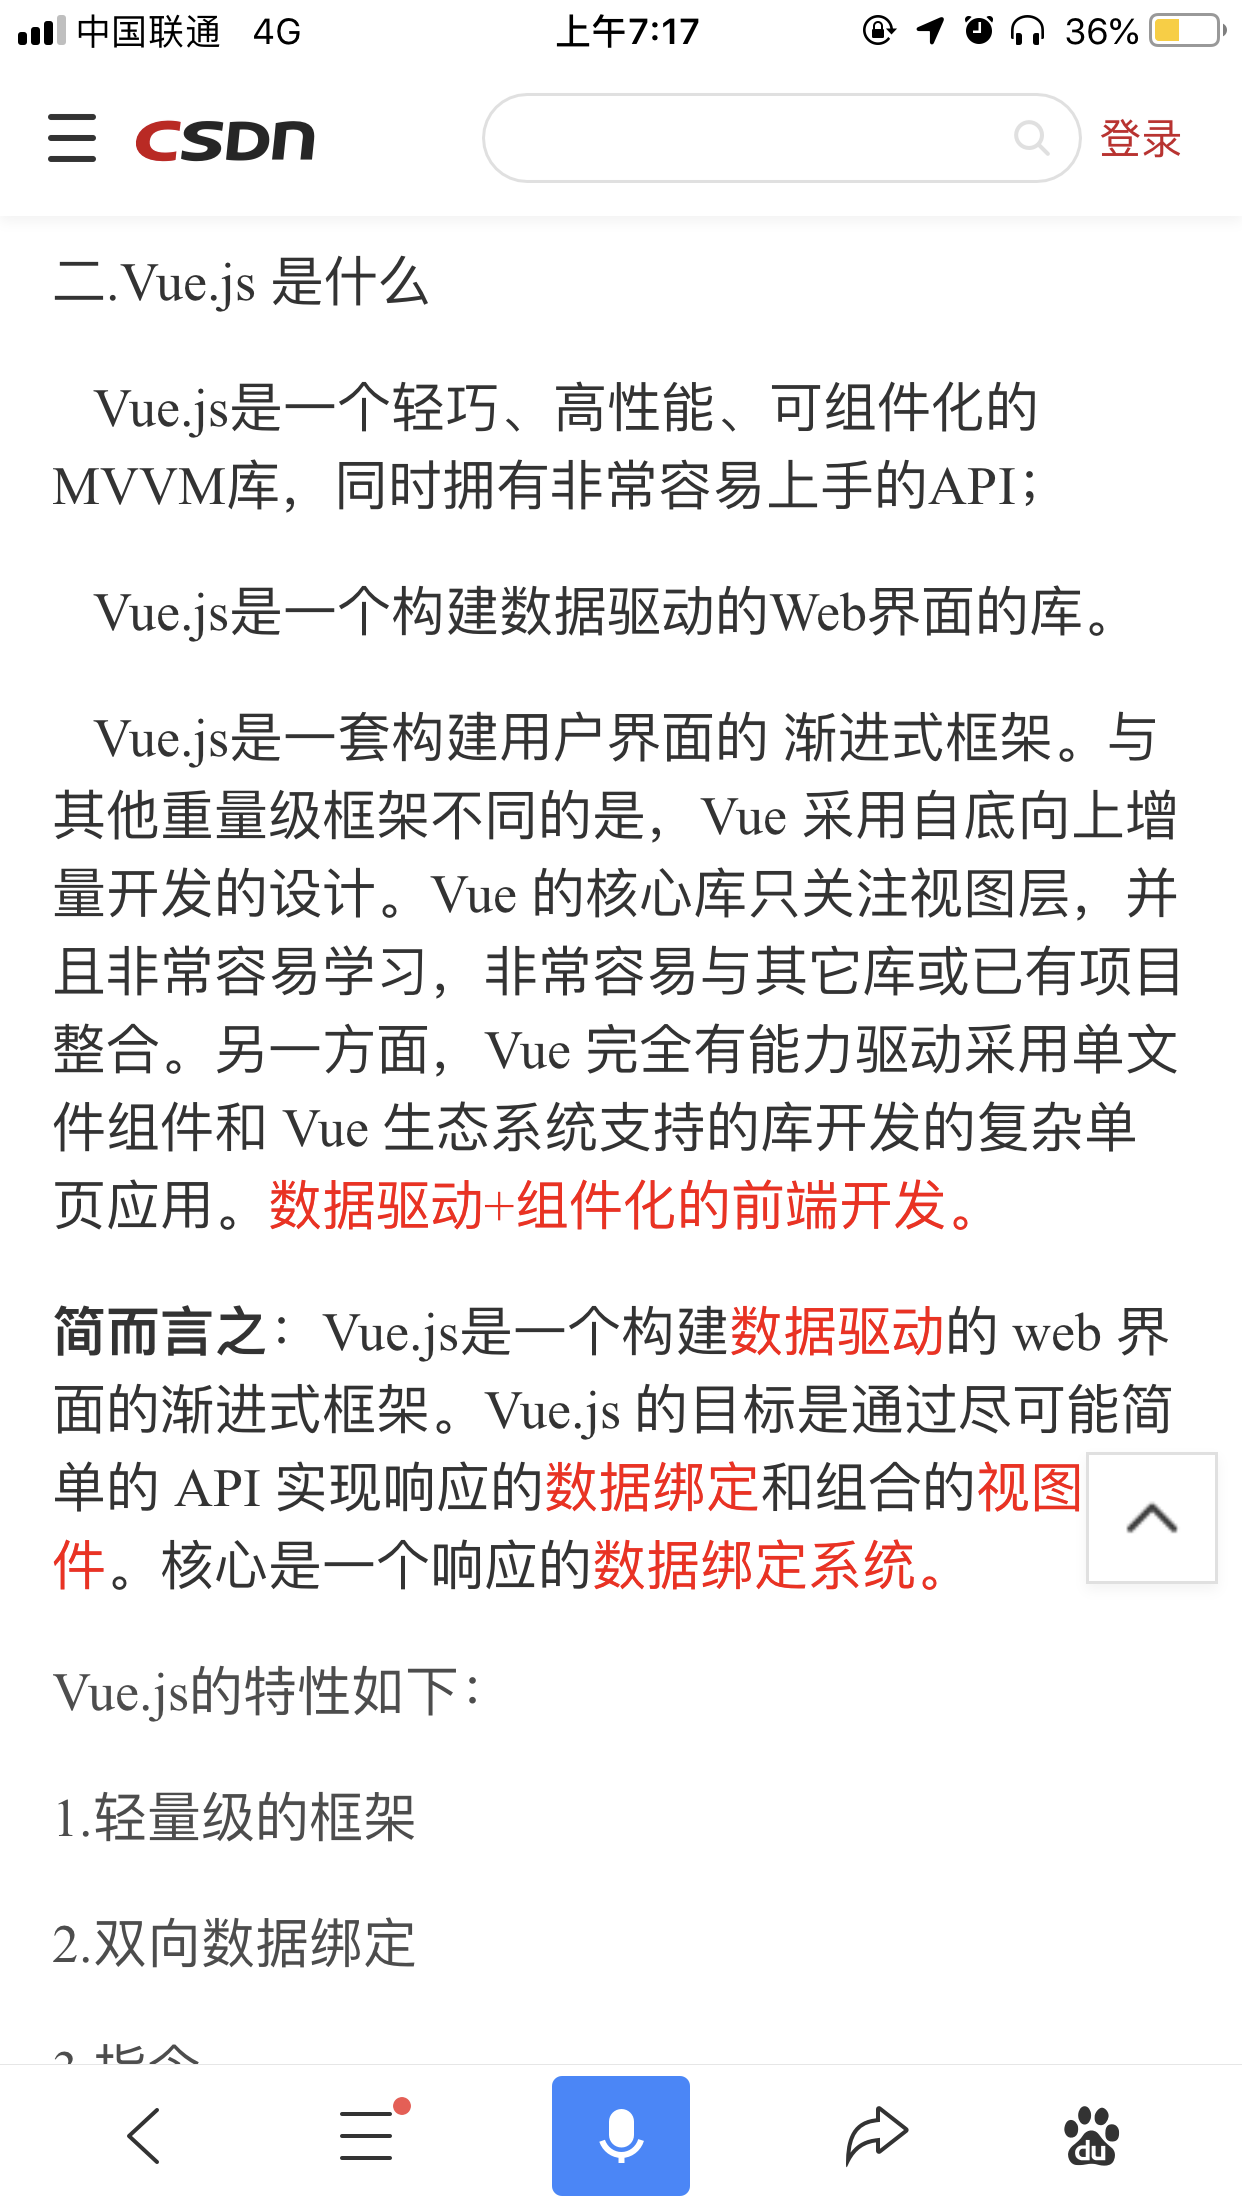 中国联通 4G 上午7:17 36%
CSDN 登录
二.Vue.js 是什么
Vue.js是一个轻巧、高性能、可组件化的
MVVM库，同时拥有非常容易上手的API；
Vue.js是一个构建数据驱动的Web界面的库。
Vue.js是一套构建用户界面的 渐进式框架。与
其他重量级框架不同的是，Vue 采用自底向上增
量开发的设计。Vue 的核心库只关注视图层，并
且非常容易学习，非常容易与其它库或已有项目
整合。另一方面，Vue 完全有能力驱动采用单文
件组件和 Vue 生态系统支持的库开发的复杂单
页应用。数据驱动+组件化的前端开发。
简而言之：Vue.js是一个构建数据驱动的 web 界
面的渐进式框架。Vue.js 的目标是通过尽可能简
单的 API 实现响应的数据绑定和组合的视图
件。核心是一个响应的数据绑定系统。
Vue.js的特性如下：
1.轻量级的框架
2.双向数据绑定
3.指令
du